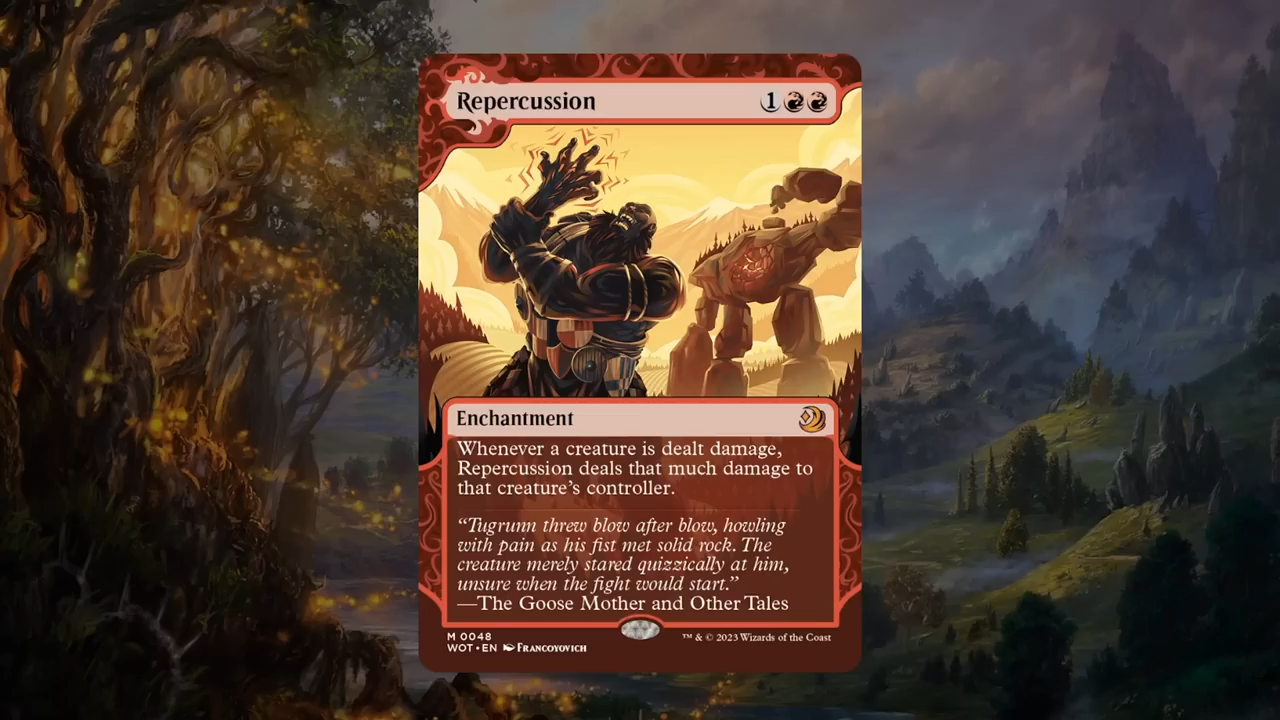 Repercussion 1
Enchantment
Whenever a creature is dealt damage,
Repercussion deals that much damage to
that creature's controller.
“Tugrunn threw blow after blow, howling
with pain as his fist met solid rock. The
creature merely stared quizzically at him,
unsure when the fight would start.”
—The Goose Mother and Other Tales
M 0048
WOT • EN Francoyovich
™ & © 2023 Wizards of the Coast